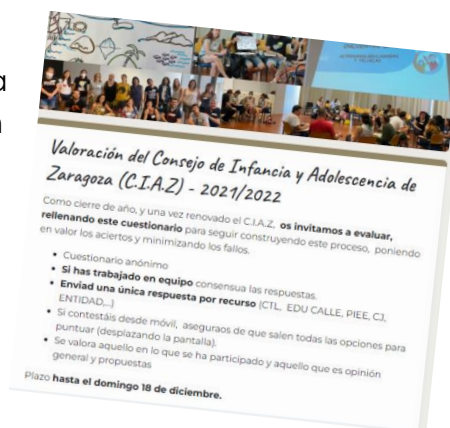 a
n
Valoración del Consejo de Infancia y Adolescencia de
Zaragoza (C.I.A.Z) - 2021/2022
Como cierre de año, y una vez renovado el C.I.A.Z, os invitamos a evaluar,
rellenando este cuestionario para seguir construyendo este proceso, poniendo
en valor los aciertos y minimizando los fallos.
• Cuestionario anónimo
• Si has trabajado en equipo consensua las respuestas.
• Enviad una única respuesta por recurso (CTL, EDU CALLE, PIEE, CJ,
ENTIDAD,...)
• Si contestáis desde móvil, aseguraos de que salen todas las opciones para
puntuar (desplazando la pantalla).
• Se valora aquello en lo que se ha participado y aquello que es opinión
general y propuestas
Plazo hasta el domingo 18 de diciembre.